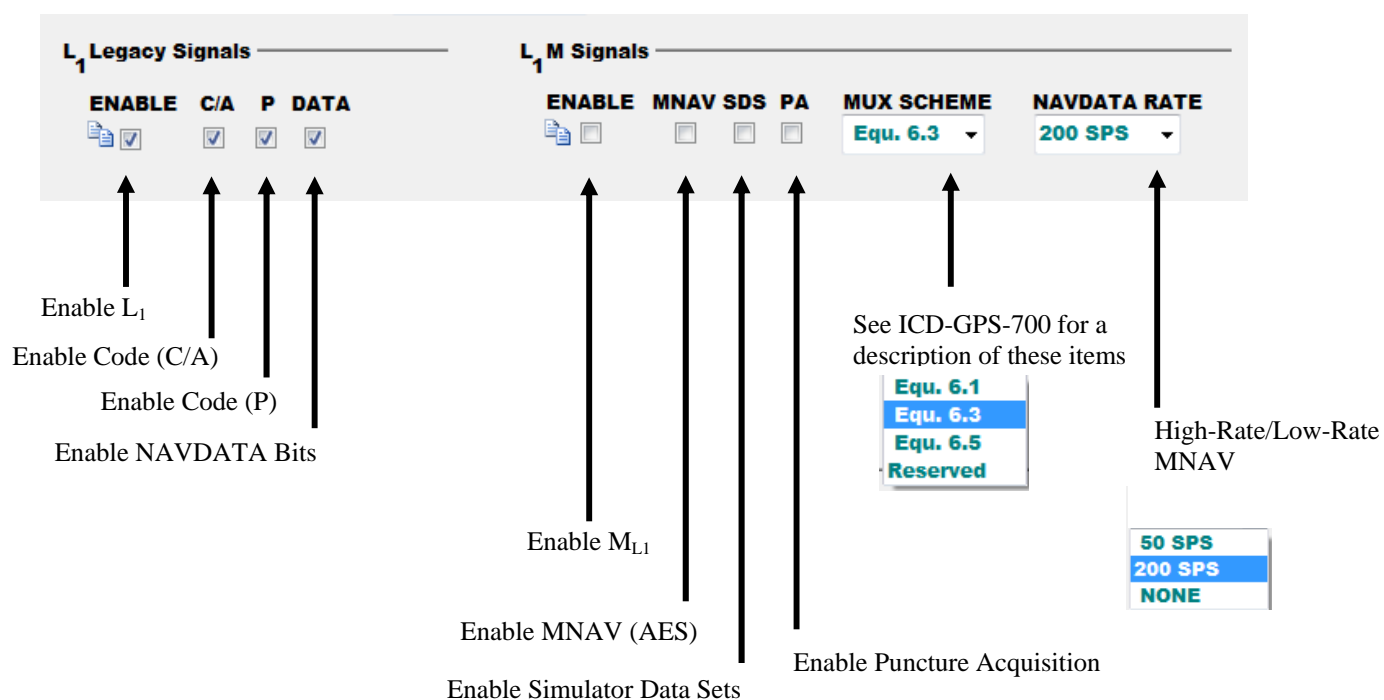 L1 Legacy Signals
L1 M Signals
ENABLE C/A P DATA
ENABLE MNAV SDS PA MUX SCHEME NAVDATA RATE
Equ. 6.3
200 SPS
Enable L1
Enable Code (C/A)
Enable Code (P)
Enable NAVDATA Bits
See ICD-GPS-700 for a
description of these items
Equ. 6.1
Equ. 6.3
Equ. 6.5
Reserved
High-Rate/Low-Rate
MNAV
50 SPS
200 SPS
NONE
Enable ML1
Enable MNAV (AES)
Enable Puncture Acquisition
Enable Simulator Data Sets